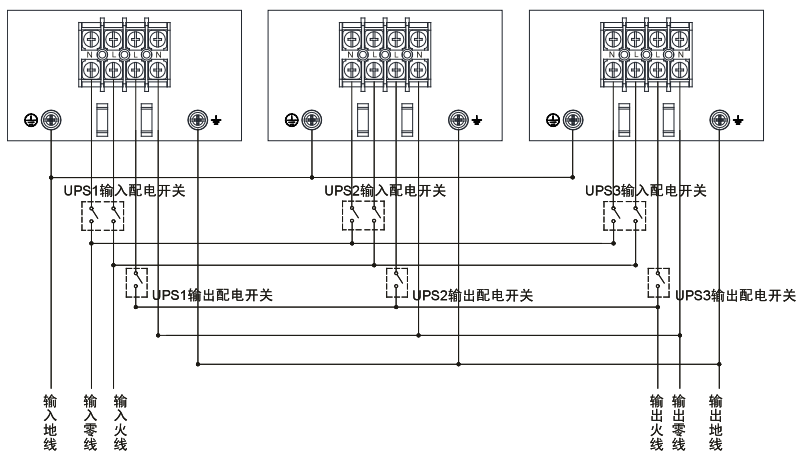 N L L N
N L L N
N L L N
UPS1输入配电开关
UPS2输入配电开关
UPS3输入配电开关
UPS1输出配电开关
UPS2输出配电开关
UPS3输出配电开关
输入地线
输入零线
输入火线
输出火线
输出零线
输出地线